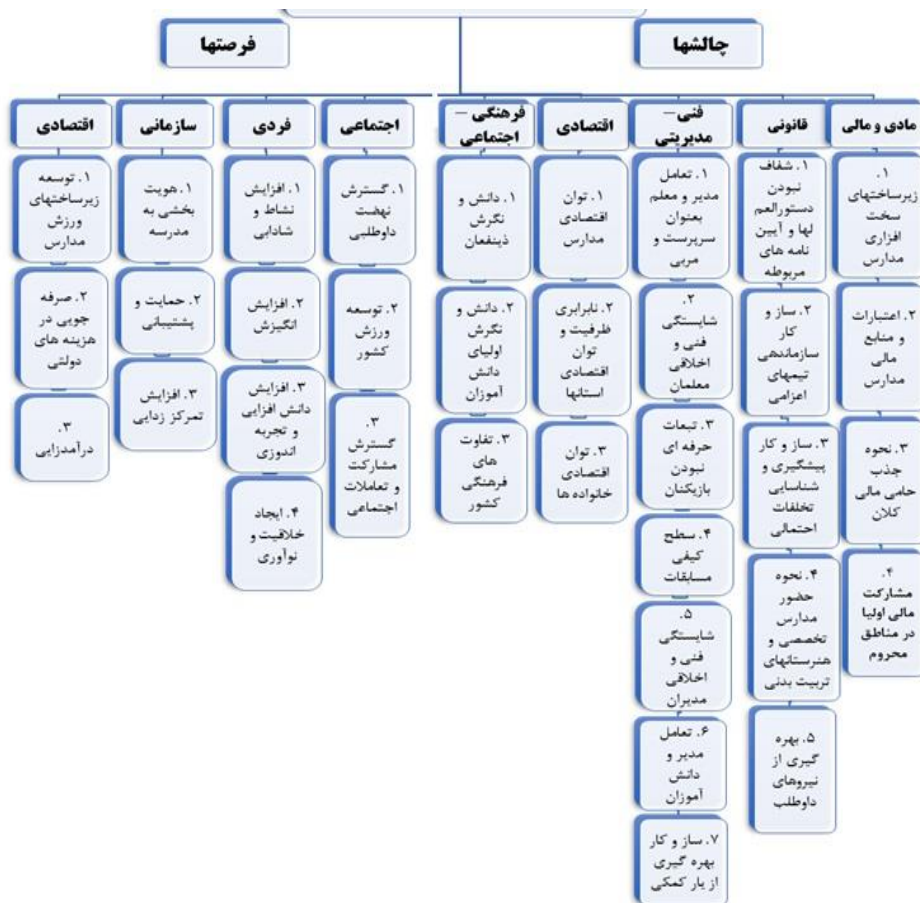 چالشها
فرصتها
مادی و مالی
۱.
زیرساختهای
سخت
افزاری
مدارس
۲. اعتبارات
و منابع
مالی
مدارس
۳. نحوه
جذب
حامی مالی
کلان
۴.
مشارکت
مالی اولیا
در مناطق
محروم
قانونی
۱. شفاف
نبودن
دستورالعم
لها و آیین
نامه های
مربوطه
۲. ساز و
کار
سازماندهی
تیمهای
اعزامی
۳. ساز و کار
پیشگیری و
شناسایی
تخلفات
احتمالی
۴. نحوه
حضور
مدارس
تخصصی و
هنرستانهای
تربیت بدنی
۵. بهره
گیری از
نیروهای
داوطلب
فنی –
مدیریتی
۱. تعامل
مدیر و معلم
بعنوان
سرپرست و
مربی
۲.
شایستگی
فنی و
اخلاقی
معلمان
۳. تبعات
حرفه ای
نبودن
بازیکنان
۴. سطح
کیفی
مسابقات
۵.
شایستگی
فنی و
اخلاقی
مدیران
۶. تعامل
مدیر و
دانش
آموزان
۷. ساز و کار
بهره گیری
از یار کمکی
اقتصادی
۱. توان
اقتصادی
مدارس
۲. نابرابری
ظرفیت و
توان
اقتصادی
استانها
۳. توان
اقتصادی
خانواده ها
فرهنگی –
اجتماعی
۱. دانش و
نگرش
ذینفعان
۲. دانش و
نگرش
اولیای
دانش
آموزان
۳. تفاوت
های
فرهنگی
کشور
اجتماعی
۱. گسترش
نهضت
داوطلبی
۲. توسعه
ورزش
کشور
۳.
گسترش
مشارکت
و تعاملات
اجتماعی
فردی
۱. افزایش
نشاط و
شادابی
۲. افزایش
انگیزش
۳. افزایش
دانش افزایی
و تجربه
اندوزی
۴. ایجاد
خلاقیت و
نوآوری
سازمانی
۱. هویت
بخشی به
مدرسه
۲. حمایت و
پشتیبانی
۳. افزایش
تمرکز زدایی
اقتصادی
۱. توسعه
زیرساختهای
ورزش
مدارس
۲. صرفه
جویی در
هزینه های
دولتی
۳.
درآمدزایی